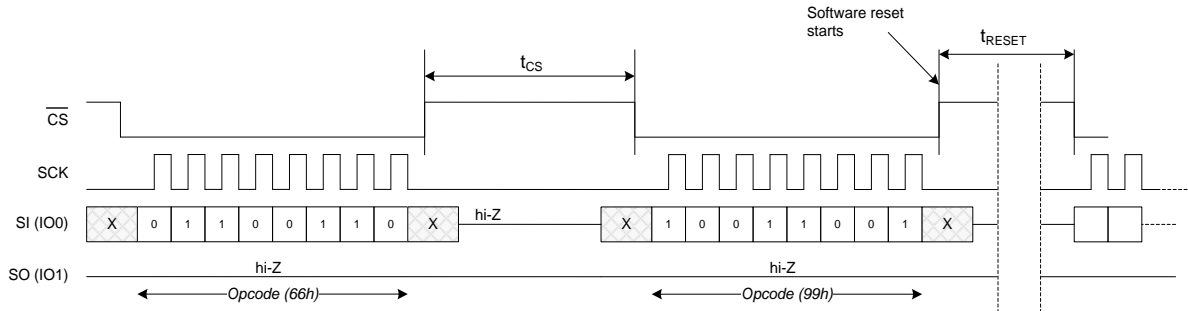 Software reset
starts
tRESET
tCS
CS
SCK
SI (IO0)
X 0 1 1 0 0 1 1 0 X hi-Z X 1 0 0 1 1 0 0 1 X
SO (IO1)
hi-Z hi-Z
Opcode (66h) Opcode (99h)